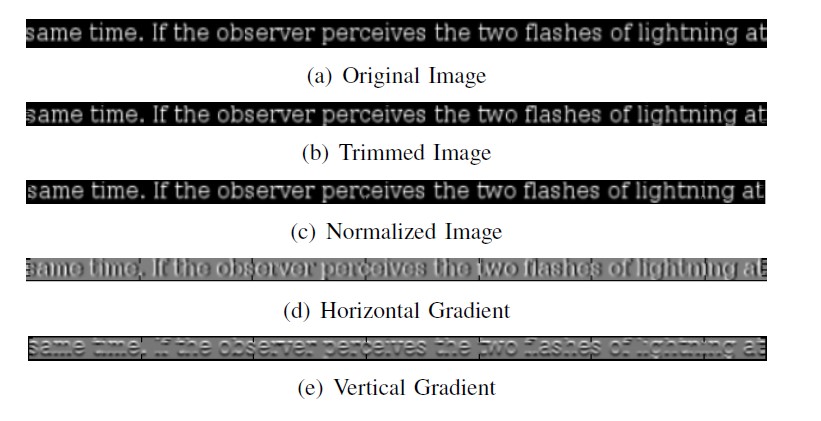 same time. If the observer perceives the two flashes of lightning at
(a) Original Image
same time. If the observer perceives the two flashes of lightning at
(b) Trimmed Image
same time. If the observer perceives the two flashes of lightning at
(c) Normalized Image
same time. If the observer perceives the two flashes of lightning at
(d) Horizontal Gradient
same time. If the observer perceives the two flashes of lightning at
(e) Vertical Gradient